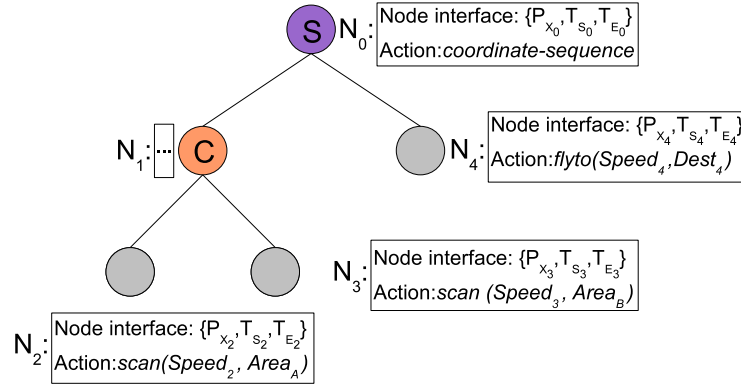 S
N0:
Node interface: {PX0,TS0,TE0}
Action:coordinate-sequence
N1:
...
C
N4:
Node interface: {PX4,TS4,TE4}
Action:flyto(Speed4,Dest4)
N3:
Node interface: {PX3,TS3,TE3}
Action:scan (Speed3, AreaB)
N2:
Node interface: {PX2,TS2,TE2}
Action:scan(Speed2, AreaA)